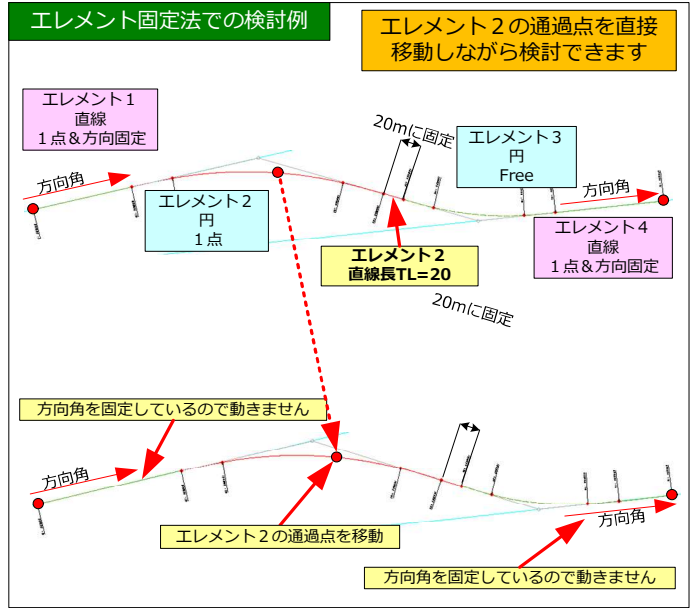 エレメント固定法での検討例
エレメント２の通過点を直接
移動しながら検討できます
エレメント１
直線
１点＆方向固定
方向角
エレメント２
円
１点
20mに固定
エレメント３
円
Free
方向角
エレメント４
直線
１点＆方向固定
エレメント２
直線長TL=20
20mに固定
方向角を固定しているので動きません
方向角
エレメント２の通過点を移動
方向角
方向角を固定しているので動きません